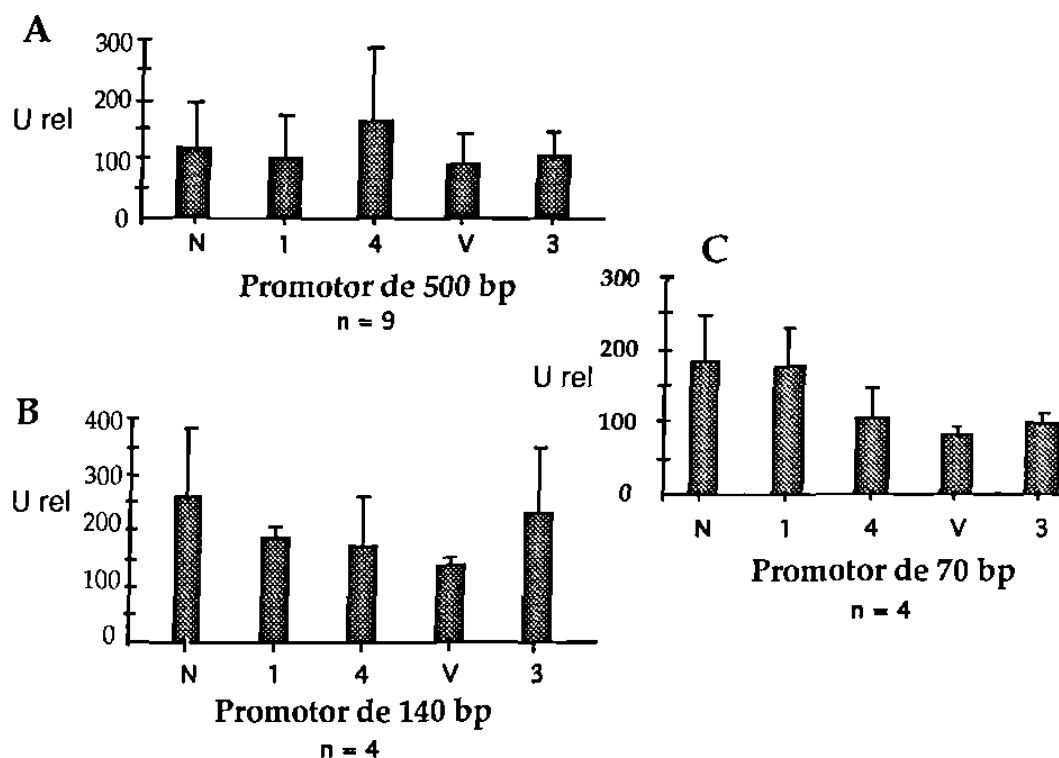 A
300
200
100
0
U rel
N 1 4 V 3
Promotor de 500 bp
n = 9
B
400
300
200
100
0
U rel
N 1 4 V 3
Promotor de 140 bp
n = 4
C
300
200
100
0
U rel
N 1 4 V 3
Promotor de 70 bp
n = 4